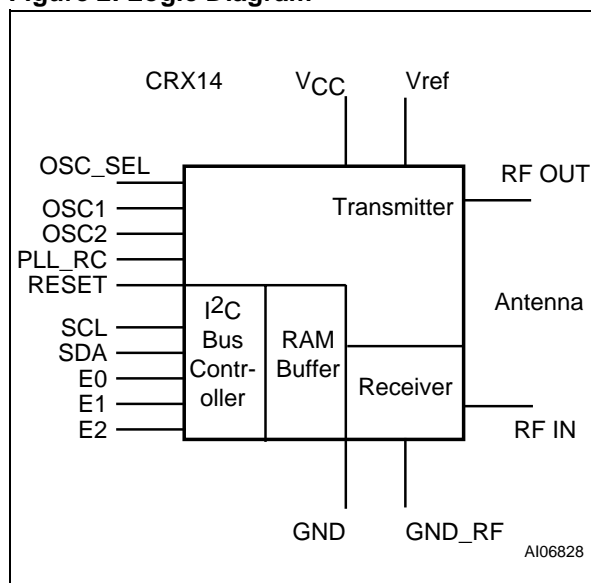 Figure 2. Logic Diagram
CRX14
VCC
Vref
OSC_SEL
OSC1
OSC2
PLL_RC
RESET
SCL
SDA
E0
E1
E2
I2C
Bus
Contr-
oller
RAM
Buffer
Transmitter
Receiver
RF OUT
Antenna
RF IN
GND
GND_RF
AI06828